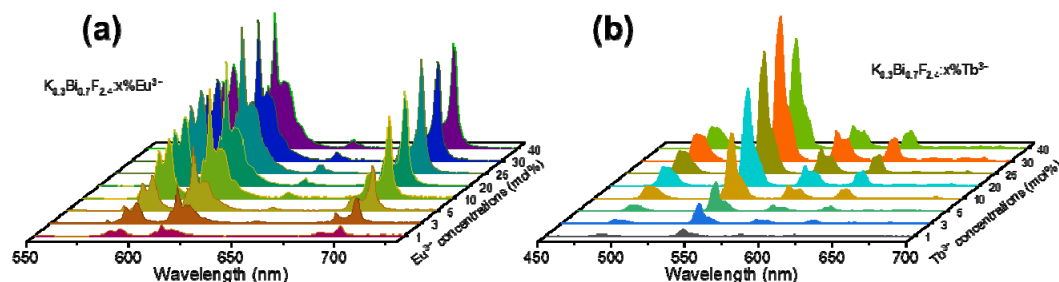 (a)
K₀.₃Bi₀.₇F₂.₄:x%Eu³⁻
550 600 650 700
Wavelength (nm)
1 3 5 10 20 25 30 40
Eu³⁻ concentrations (mol%)
(b)
K₀.₃Bi₀.₇F₂.₄:x%Tb³⁻
450 500 550 600 650 700
Wavelength (nm)
1 3 5 10 25 20 30 40
Tb³⁻ concentrations (mol%)